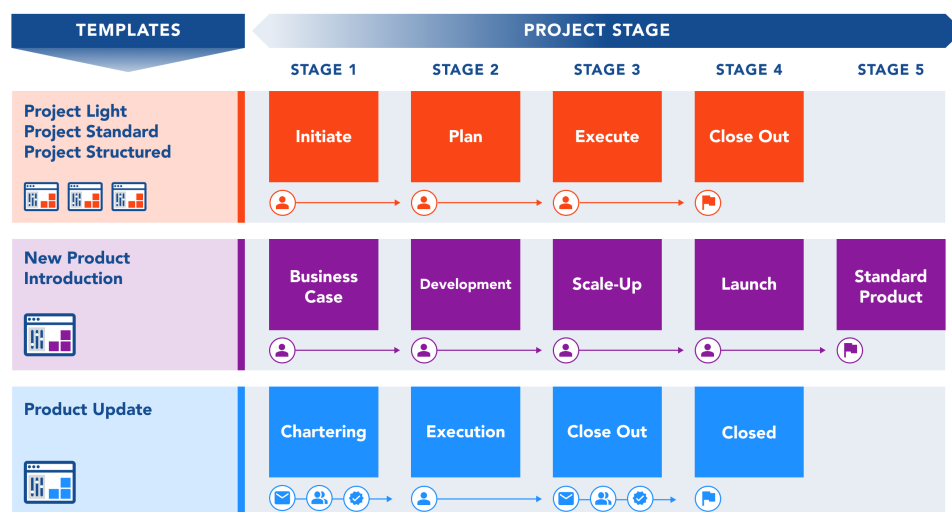 TEMPLATES
PROJECT STAGE
STAGE 1
STAGE 2
STAGE 3
STAGE 4
STAGE 5
Project Light
Project Standard
Project Structured
Initiate
Plan
Execute
Close Out
New Product
Introduction
Business
Case
Development
Scale-Up
Launch
Standard
Product
Product Update
Chartering
Execution
Close Out
Closed